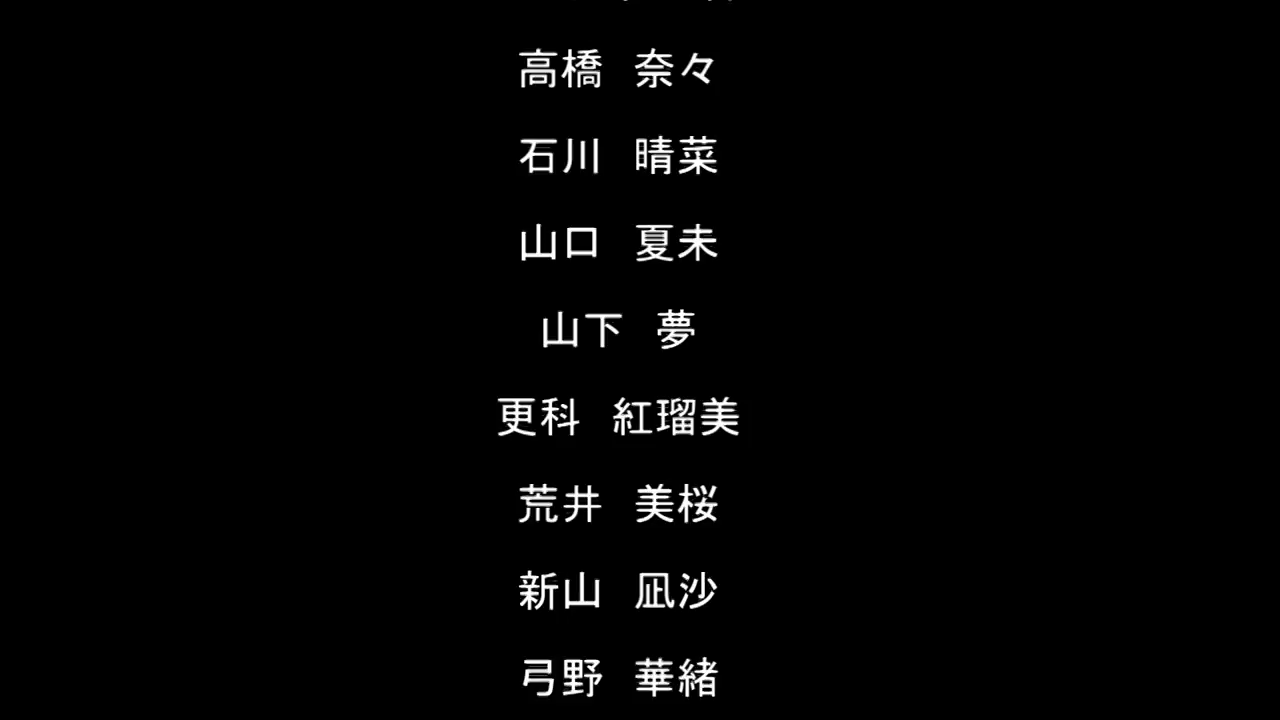 高橋 奈々
石川 晴菜
山口 夏未
山下 夢
更科 紅瑠美
荒井 美桜
新山 凪沙
弓野 華緒